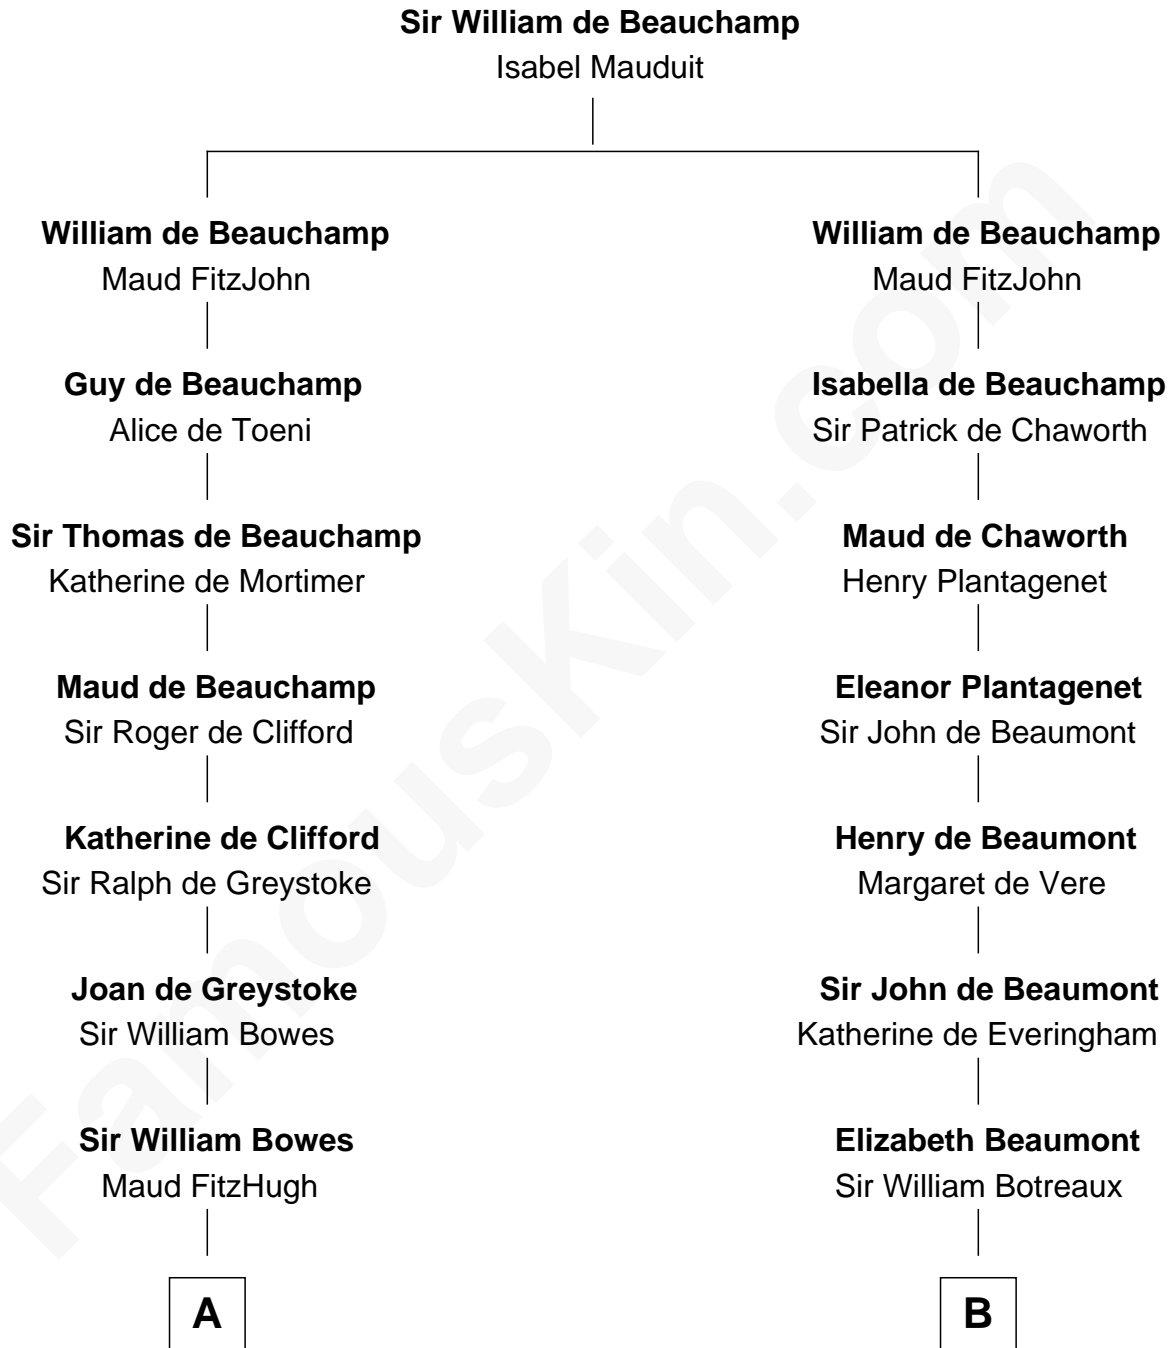 Sir William de Beauchamp
Isabel Mauduit
William de Beauchamp
Maud FitzJohn
William de Beauchamp
Maud FitzJohn
Guy de Beauchamp
Alice de Toeni
Isabella de Beauchamp
Sir Patrick de Chaworth
Sir Thomas de Beauchamp
Katherine de Mortimer
Maud de Chaworth
Henry Plantagenet
Maud de Beauchamp
Sir Roger de Clifford
Eleanor Plantagenet
Sir John de Beaumont
Katherine de Clifford
Sir Ralph de Greystoke
Henry de Beaumont
Margaret de Vere
Joan de Greystoke
Sir William Bowes
Sir John de Beaumont
Katherine de Everingham
Sir William Bowes
Maud FitzHugh
Elizabeth Beaumont
Sir William Botreaux
A
B
FamousKin.com